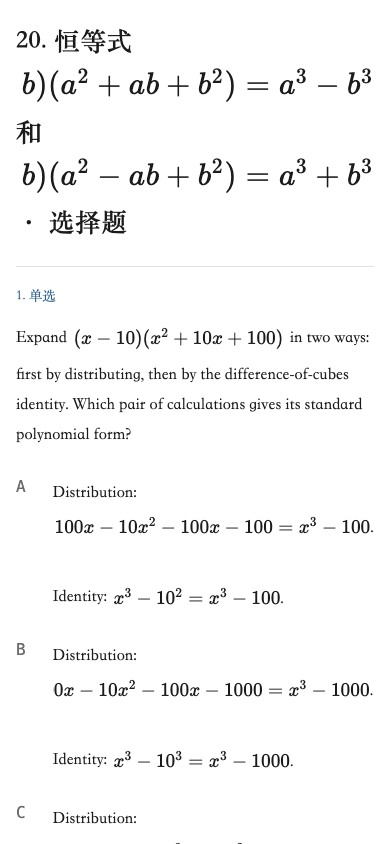 20. 恒等式
b)(a² + ab + b²) = a³ − b³
和
b)(a² − ab + b²) = a³ + b³
· 选择题
1. 单选
Expand (x − 10)(x² + 10x + 100) in two ways:
first by distributing, then by the difference-of-cubes
identity. Which pair of calculations gives its standard
polynomial form?
A Distribution:
100x − 10x² − 100x − 100 = x³ − 100.
Identity: x³ − 10² = x³ − 100.
B Distribution:
0x − 10x² − 100x − 1000 = x³ − 1000.
Identity: x³ − 10³ = x³ − 1000.
C Distribution: